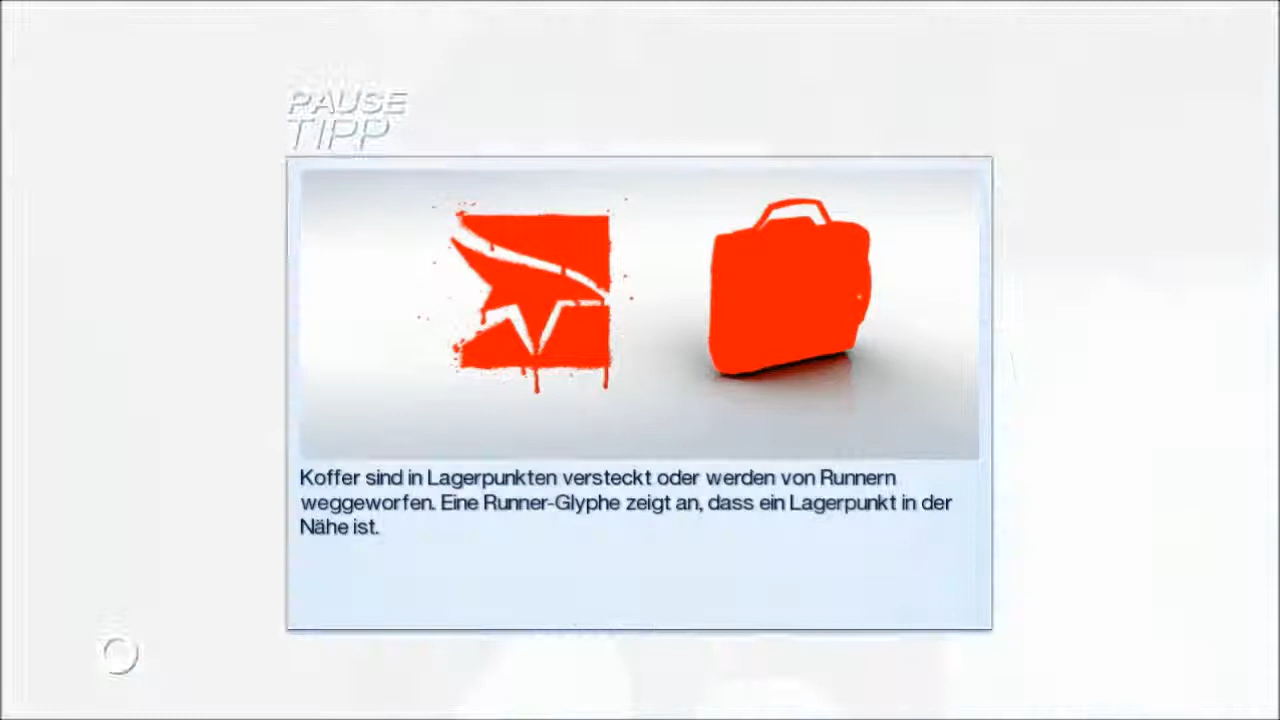 PAUSE
TIPP
Koffer sind in Lagerpunkten versteckt oder werden von Runnern
weggeworfen. Eine Runner-Glyphe zeigt an, dass ein Lagerpunkt in der
Nähe ist.